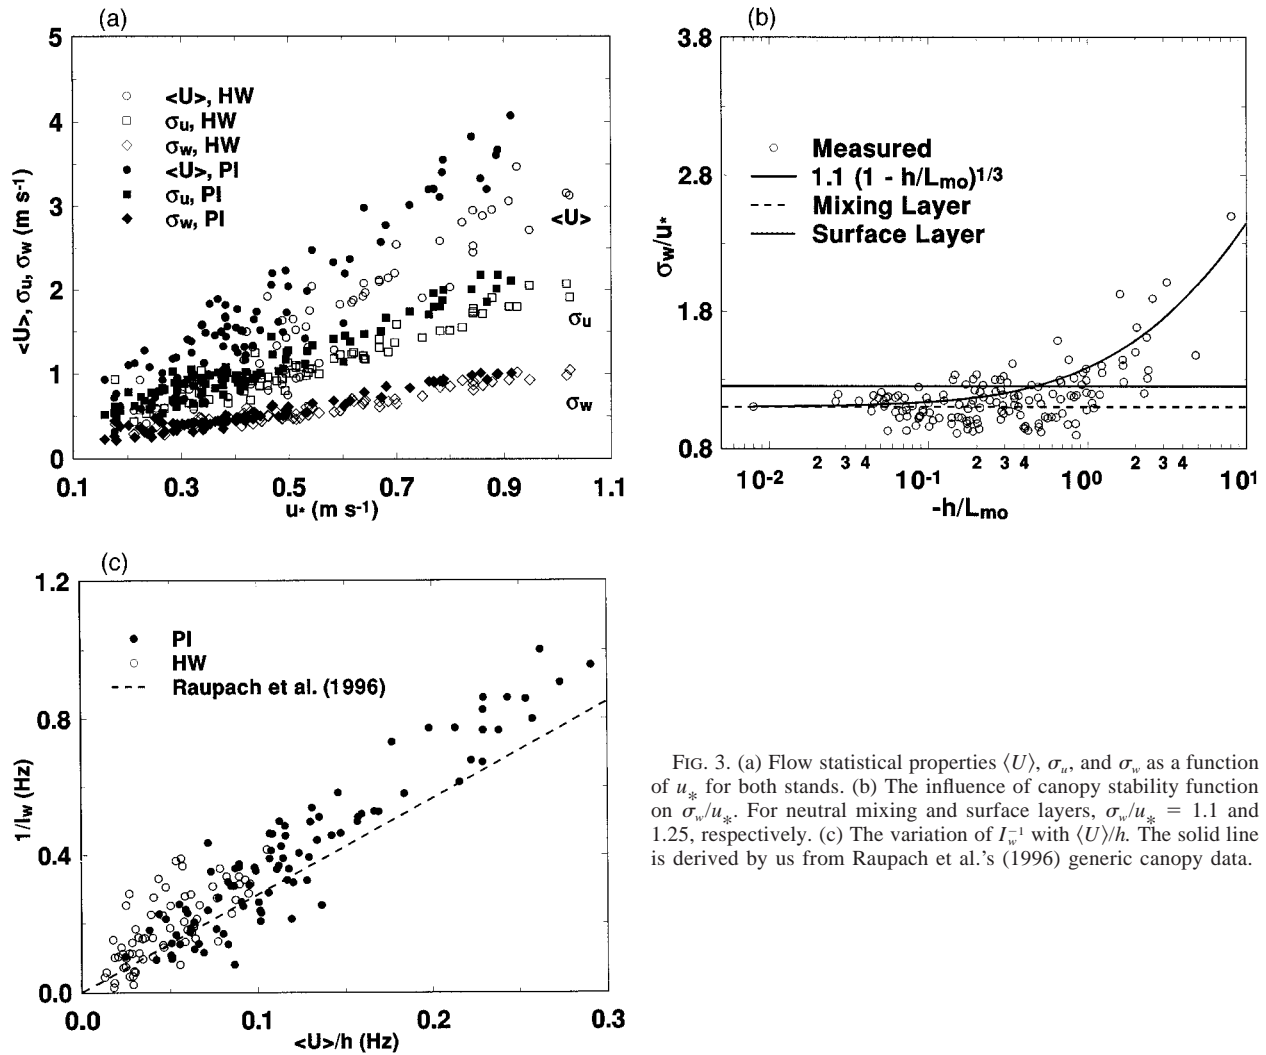 (a)
5
4
3
2
1
0
<U>, σu, σw (m s-1)
<U>, HW
σu, HW
σw, HW
<U>, PI
σu, PI
σw, PI
<U>
σu
σw
0.1 0.3 0.5 0.7 0.9 1.1
u* (m s-1)
(b)
3.8
2.8
1.8
0.8
σw/u*
Measured
1.1 (1 - h/Lmo)1/3
Mixing Layer
Surface Layer
2 3 4 2 3 4 2 3 4
10-2 10-1 100 101
-h/Lmo
(c)
1.2
0.8
0.4
0.0
1/Iw (Hz)
PI
HW
Raupach et al. (1996)
0.0 0.1 0.2 0.3
<U>/h (Hz)
FIG. 3. (a) Flow statistical properties ⟨U⟩, σu, and σw as a function
of u* for both stands. (b) The influence of canopy stability function
on σw/u*. For neutral mixing and surface layers, σw/u* = 1.1 and
1.25, respectively. (c) The variation of Iw−1 with ⟨U⟩/h. The solid line
is derived by us from Raupach et al.'s (1996) generic canopy data.